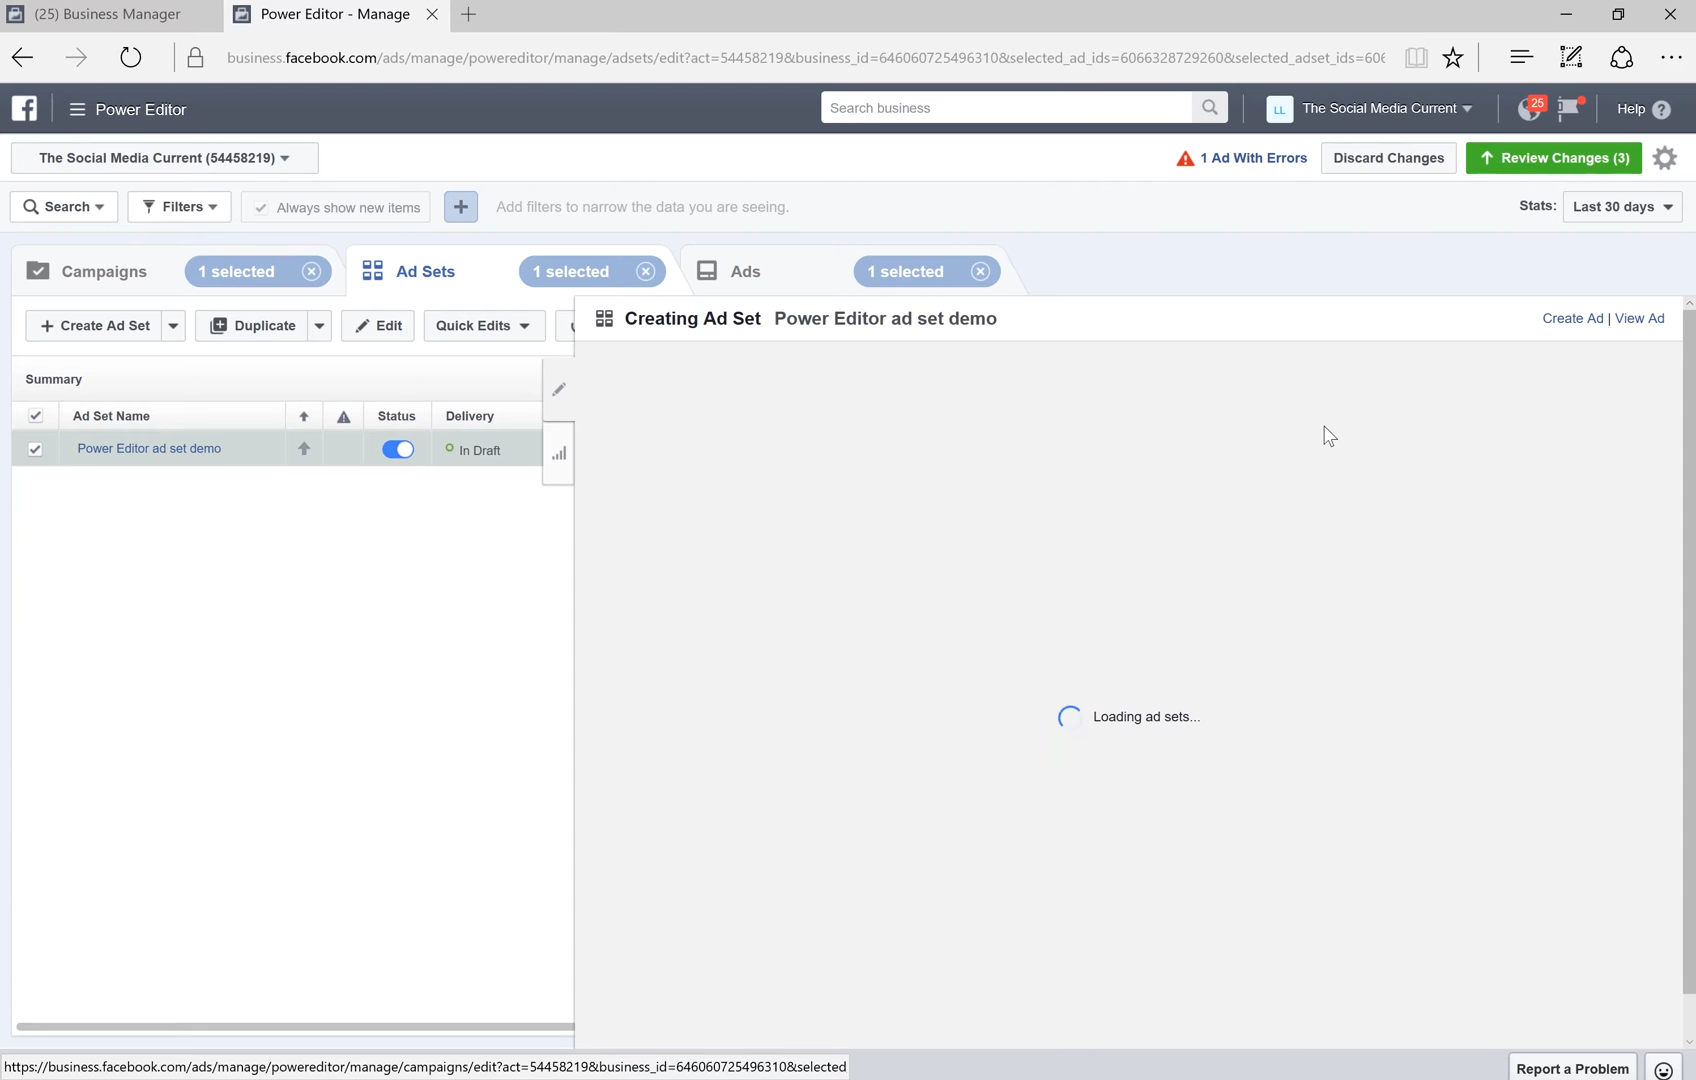 (25) Business Manager
Power Editor - Manage
business.facebook.com/ads/manage/powereditor/manage/adsets/edit?act=54458219&business_id=646060725496310&selected_ad_ids=6066328729260&selected_adset_ids=606
Power Editor
Search business
LL
The Social Media Current
25
Help
The Social Media Current (54458219)
1 Ad With Errors
Discard Changes
Review Changes (3)
Search
Filters
Always show new items
+
Add filters to narrow the data you are seeing.
Stats:
Last 30 days
Campaigns
1 selected
Ad Sets
1 selected
Ads
1 selected
+ Create Ad Set
Duplicate
Edit
Quick Edits
Creating Ad Set Power Editor ad set demo
Create Ad | View Ad
Summary
Ad Set Name
Status
Delivery
Power Editor ad set demo
In Draft
Loading ad sets...
https://business.facebook.com/ads/manage/powereditor/manage/campaigns/edit?act=54458219&business_id=646060725496310&selected
Report a Problem